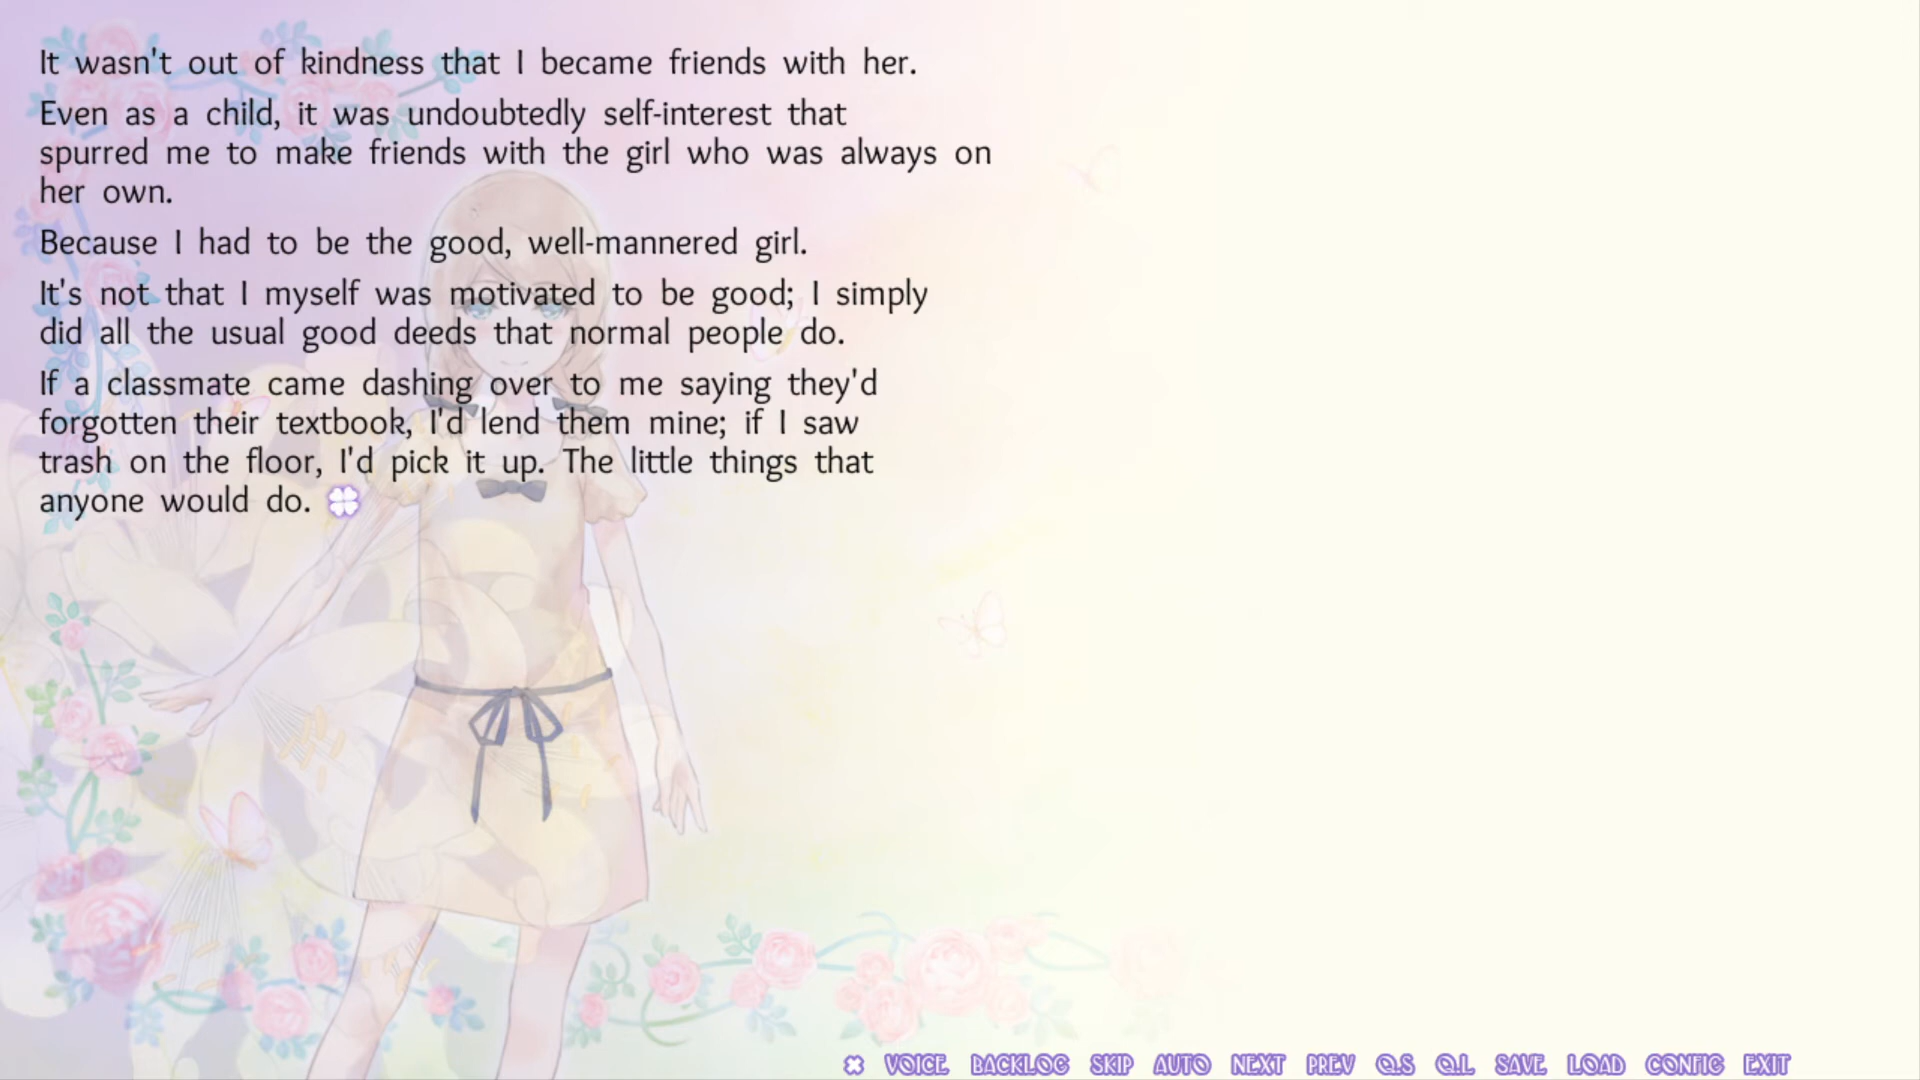 It wasn't out of kindness that I became friends with her.
Even as a child, it was undoubtedly self-interest that
spurred me to make friends with the girl who was always on
her own.
Because I had to be the good, well-mannered girl.
It's not that I myself was motivated to be good; I simply
did all the usual good deeds that normal people do.
If a classmate came dashing over to me saying they'd
forgotten their textbook, I'd lend them mine; if I saw
trash on the floor, I'd pick it up. The little things that
anyone would do.
VOICE BACKLOG SKIP AUTO NEXT PREV Q.S Q.L SAVE LOAD CONFIG EXIT